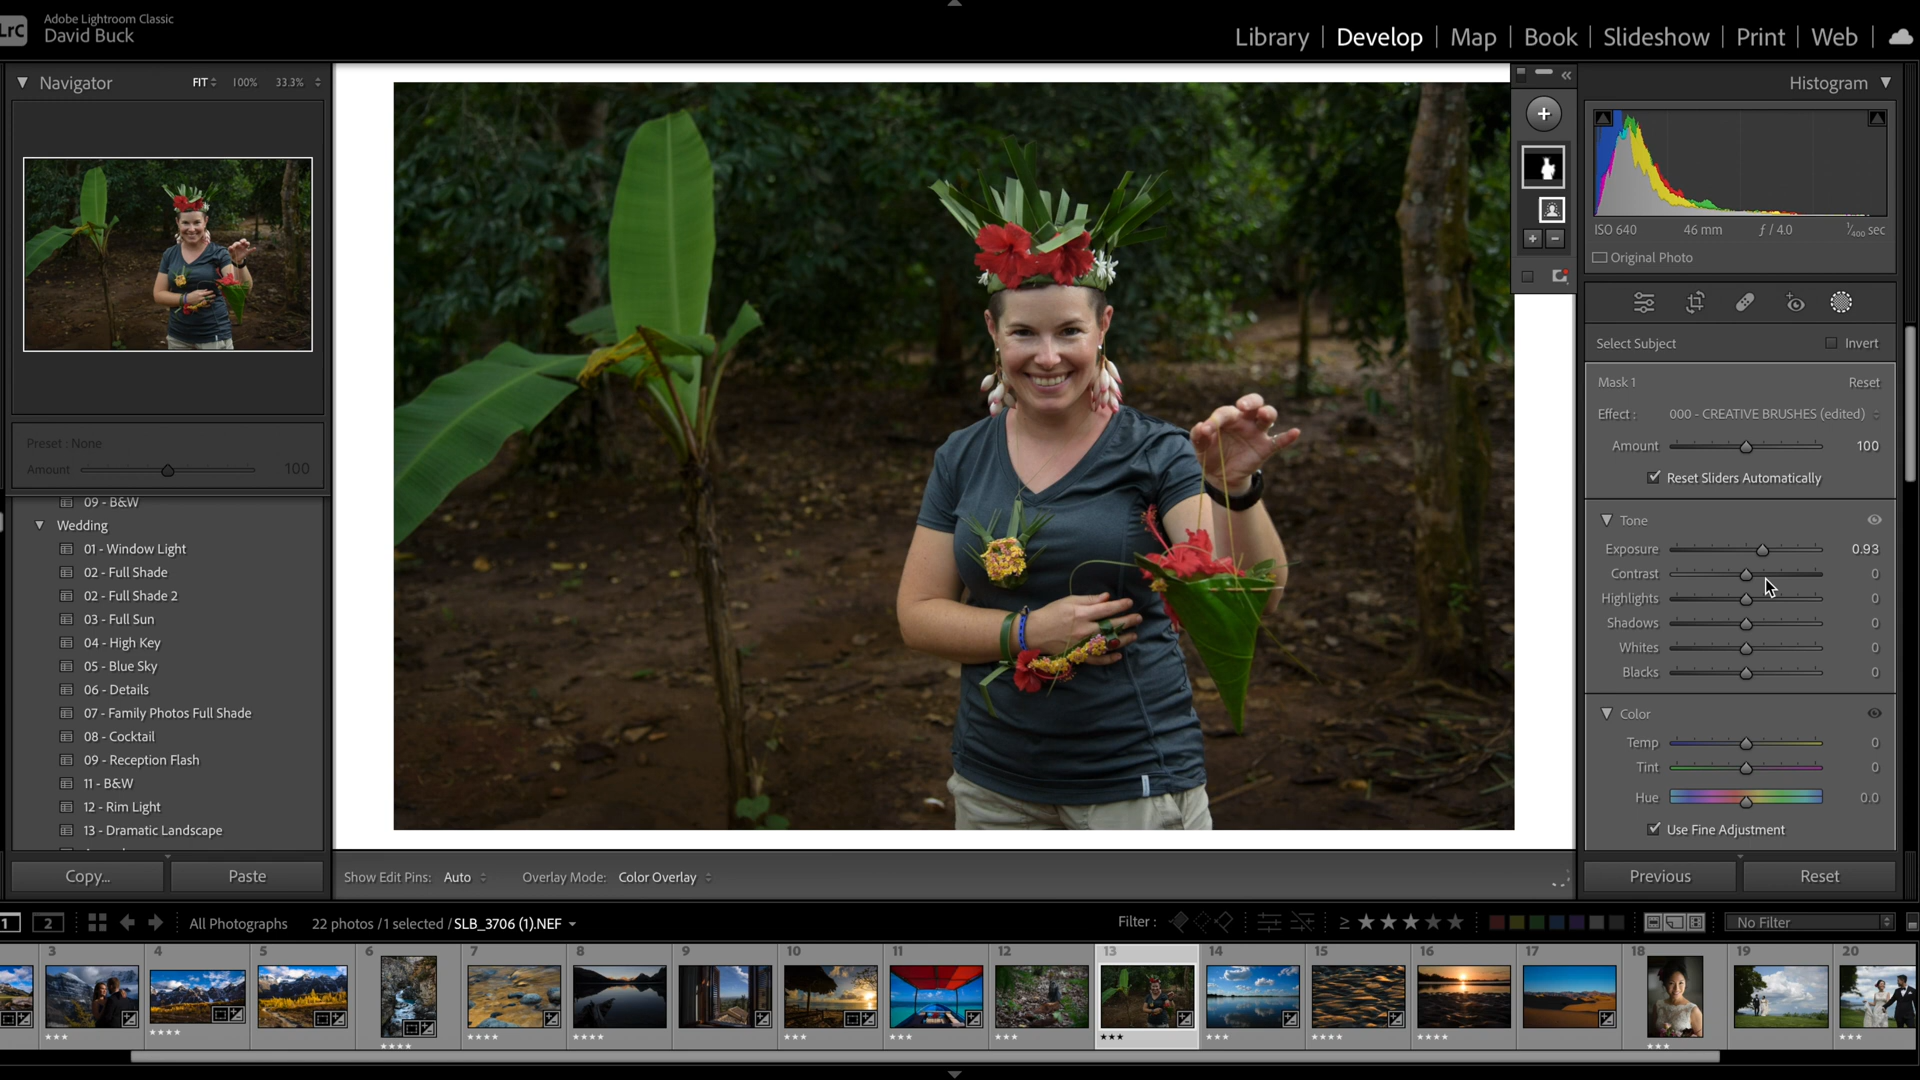 LrC
Adobe Lightroom Classic
David Buck
Library | Develop | Map | Book | Slideshow | Print | Web
Navigator FIT 100% 33.3%
Preset : None
Amount 100
09 - B&W
Wedding
01 - Window Light
02 - Full Shade
02 - Full Shade 2
03 - Full Sun
04 - High Key
05 - Blue Sky
06 - Details
07 - Family Photos Full Shade
08 - Cocktail
09 - Reception Flash
11 - B&W
12 - Rim Light
13 - Dramatic Landscape
Copy... Paste
Show Edit Pins: Auto Overlay Mode: Color Overlay
Histogram
ISO 640 46 mm ƒ / 4.0 1/400 sec
Original Photo
Select Subject Invert
Mask 1 Reset
Effect : 000 - CREATIVE BRUSHES (edited)
Amount 100
Reset Sliders Automatically
Tone
Exposure 0.93
Contrast 0
Highlights 0
Shadows 0
Whites 0
Blacks 0
Color
Temp 0
Tint 0
Hue 0.0
Use Fine Adjustment
Previous Reset
1 2 All Photographs 22 photos /1 selected /SLB_3706 (1).NEF Filter : ≥ ★★★★★ No Filter
3 4 5 6 7 8 9 10 11 12 13 14 15 16 17 18 19 20